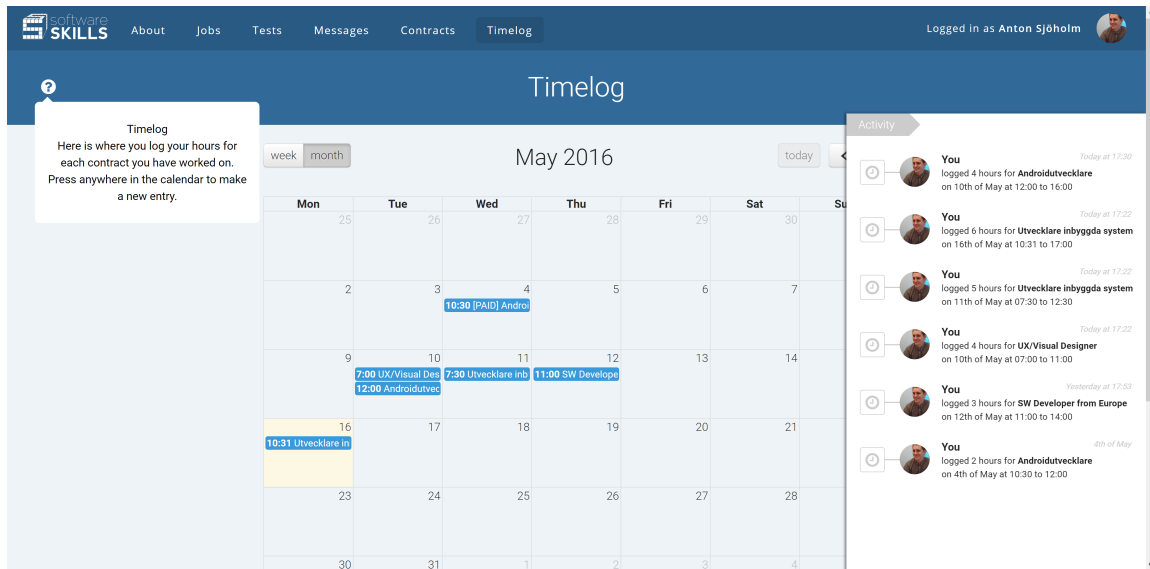 software
SKILLS
About
Jobs
Tests
Messages
Contracts
Timelog
Logged in as Anton Sjöholm
Timelog
?
Timelog
Here is where you log your hours for
each contract you have worked on.
Press anywhere in the calendar to make
a new entry.
week month
May 2016
today
Mon Tue Wed Thu Fri Sat Su
25 26 27 28 29 30
2 3 4 5 6 7
10:30 [PAID] Androi
9 10 11 12 13 14
7:00 UX/Visual Des 7:30 Utvecklare inb 11:00 SW Develope
12:00 Androidutvec
16 17 18 19 20 21
10:31 Utvecklare in
23 24 25 26 27 28
30 31 1 2 3 4
Activity
You Today at 17:30
logged 4 hours for Androidutvecklare
on 10th of May at 12:00 to 16:00
You Today at 17:22
logged 6 hours for Utvecklare inbyggda system
on 16th of May at 10:31 to 17:00
You Today at 17:22
logged 5 hours for Utvecklare inbyggda system
on 11th of May at 07:30 to 12:30
You Today at 17:22
logged 4 hours for UX/Visual Designer
on 10th of May at 07:00 to 11:00
You Yesterday at 17:53
logged 3 hours for SW Developer from Europe
on 12th of May at 11:00 to 14:00
You 4th of May
logged 2 hours for Androidutvecklare
on 4th of May at 10:30 to 12:00